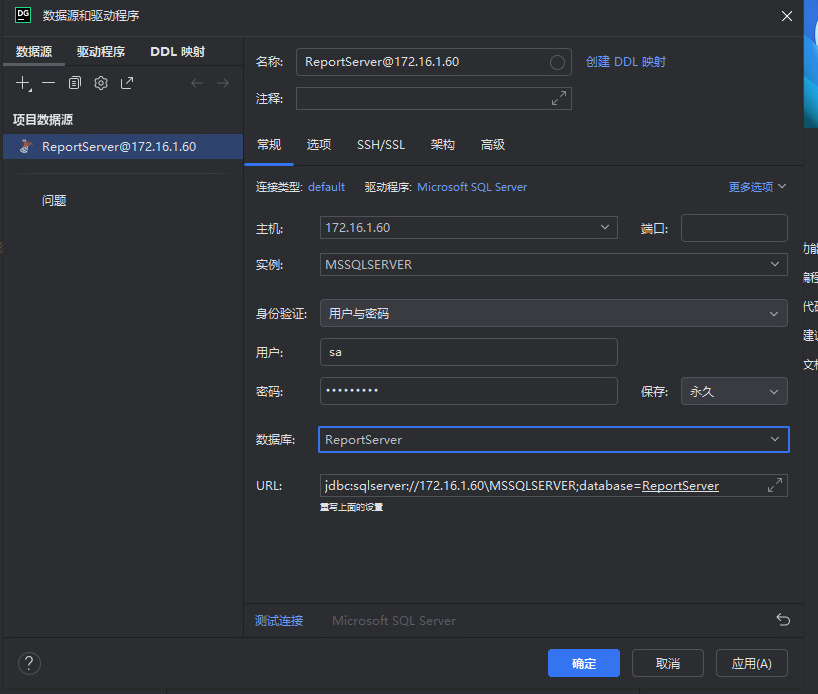 DG 数据源和驱动程序
数据源 驱动程序 DDL 映射
项目数据源
ReportServer@172.16.1.60
问题
名称: ReportServer@172.16.1.60 创建 DDL 映射
注释:
常规 选项 SSH/SSL 架构 高级
连接类型: default 驱动程序: Microsoft SQL Server 更多选项
主机: 172.16.1.60 端口:
实例: MSSQLSERVER
身份验证: 用户与密码
用户: sa
密码: ••••••••• 保存: 永久
数据库: ReportServer
URL: jdbc:sqlserver://172.16.1.60\MSSQLSERVER;database=ReportServer
重写上面的设置
测试连接 Microsoft SQL Server
? 确定 取消 应用(A)